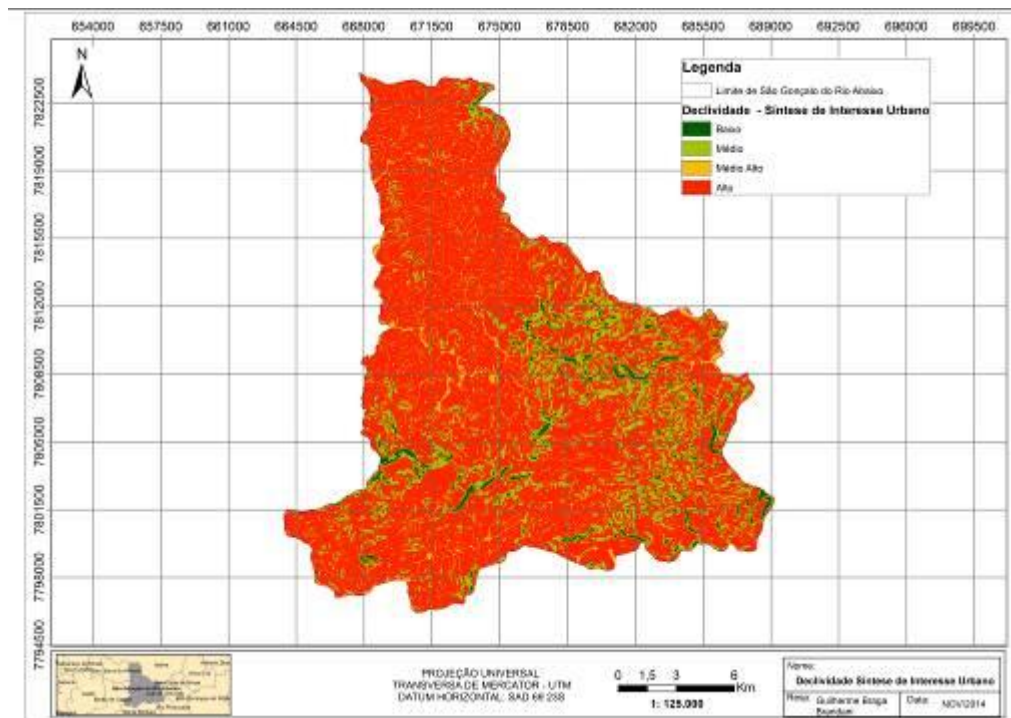 654000 657500 661000 664500 668000 671500 675000 678500 682000 685500 689000 692500 696000 699500
N
Legenda
Limite de São Gonçalo do Rio Abaixo
Declividade - Síntese de Interesse Urbano
Baixo
Médio
Médio Alto
Alto
7822500
7819000
7815500
7812000
7808500
7805000
7801500
7798000
7794500
PROJEÇÃO UNIVERSAL
TRANSVERSA DE MERCATOR - UTM
DATUM HORIZONTAL: SAD 69 23S
0 1,5 3 6
Km
1: 125.000
Nome:
Declividade Síntese de Interesse Urbano
Guilherme Braga
Data: NOV/2014